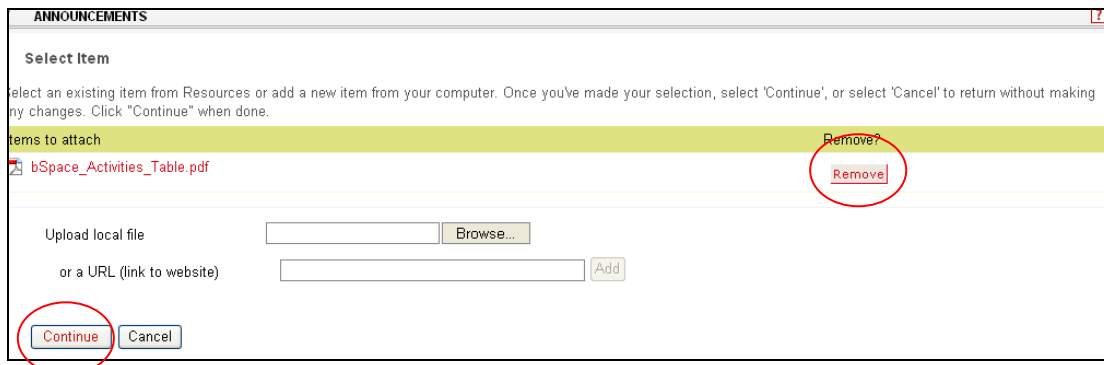 ANNOUNCEMENTS ?
Select Item
Select an existing item from Resources or add a new item from your computer. Once you've made your selection, select 'Continue', or select 'Cancel' to return without making
ny changes. Click "Continue" when done.
tems to attach Remove?
bSpace_Activities_Table.pdf Remove
Upload local file Browse...
or a URL (link to website) Add
Continue Cancel